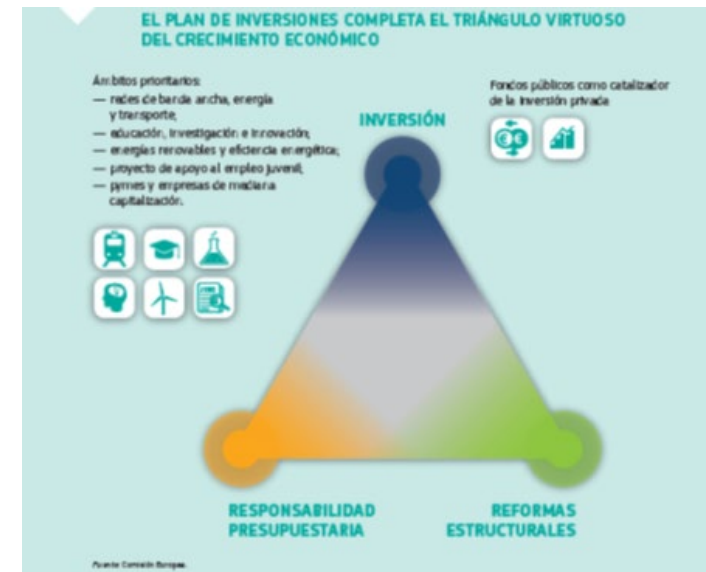 EL PLAN DE INVERSIONES COMPLETA EL TRIÁNGULO VIRTUOSO
DEL CRECIMIENTO ECONÓMICO
Ámbitos prioritarios:
— redes de banda ancha, energía
y transporte,
— educación, investigación e innovación,
— energías renovables y eficiencia energética,
— proyecto de apoyo al empleo juvenil,
— pymes y empresas de mediana
capitalización.
Fondos públicos como catalizador
de la inversión privada
INVERSIÓN
RESPONSABILIDAD
PRESUPUESTARIA
REFORMAS
ESTRUCTURALES
Fuente: Comisión Europea.